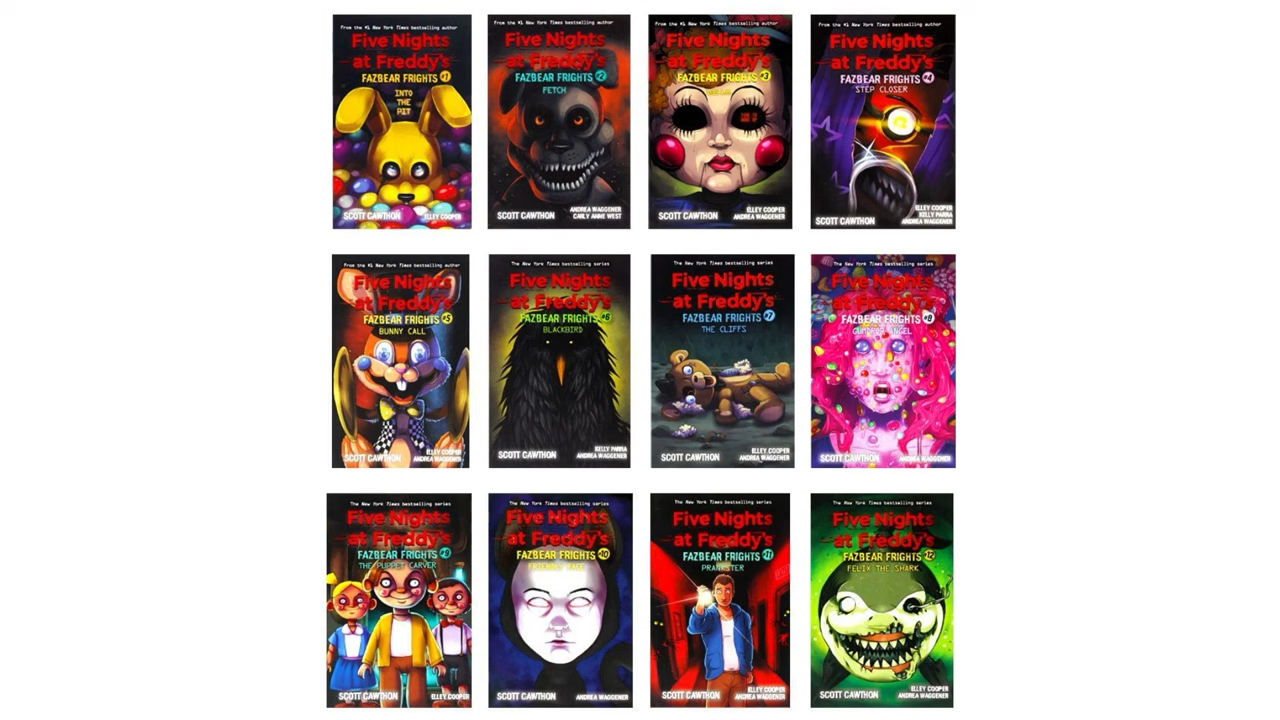 From the #1 New York Times bestselling author
Five Nights
at Freddy's
FAZBEAR FRIGHTS #1
INTO
THE
PIT
SCOTT CAWTHON
ELLEY COOPER
From the #1 New York Times bestselling author
Five Nights
at Freddy's
FAZBEAR FRIGHTS #2
FETCH
SCOTT CAWTHON
ANDREA WAGGENER
CARLY ANNE WEST
From the #1 New York Times bestselling author
Five Nights
at Freddy's
FAZBEAR FRIGHTS #3
SCOTT CAWTHON
ELLEY COOPER
ANDREA WAGGENER
From the #1 New York Times bestselling author
Five Nights
at Freddy's
FAZBEAR FRIGHTS #4
STEP CLOSER
SCOTT CAWTHON
ELLEY COOPER
KELLY PARRA
ANDREA WAGGENER
From the #1 New York Times bestselling author
Five Nights
at Freddy's
FAZBEAR FRIGHTS #5
BUNNY CALL
SCOTT CAWTHON
ELLEY COOPER
ANDREA WAGGENER
The New York Times bestselling series
Five Nights
at Freddy's
FAZBEAR FRIGHTS #6
BLACKBIRD
SCOTT CAWTHON
KELLY PARRA
ANDREA WAGGENER
The New York Times bestselling series
Five Nights
at Freddy's
FAZBEAR FRIGHTS #7
THE CLIFFS
SCOTT CAWTHON
ELLEY COOPER
ANDREA WAGGENER
The New York Times bestselling series
Five Nights
at Freddy's
FAZBEAR FRIGHTS #8
GUMDROP ANGEL
SCOTT CAWTHON
ANDREA WAGGENER
The New York Times bestselling series
Five Nights
at Freddy's
FAZBEAR FRIGHTS #9
THE PUPPET CARVER
SCOTT CAWTHON
ELLEY COOPER
The New York Times bestselling series
Five Nights
at Freddy's
FAZBEAR FRIGHTS #10
FRIENDLY FACE
SCOTT CAWTHON
ANDREA WAGGENER
The New York Times bestselling series
Five Nights
at Freddy's
FAZBEAR FRIGHTS #11
PRANKSTER
SCOTT CAWTHON
ELLEY COOPER
ANDREA WAGGENER
The New York Times bestselling series
Five Nights
at Freddy's
FAZBEAR FRIGHTS #12
FELIX THE SHARK
SCOTT CAWTHON
ELLEY COOPER
ANDREA WAGGENER